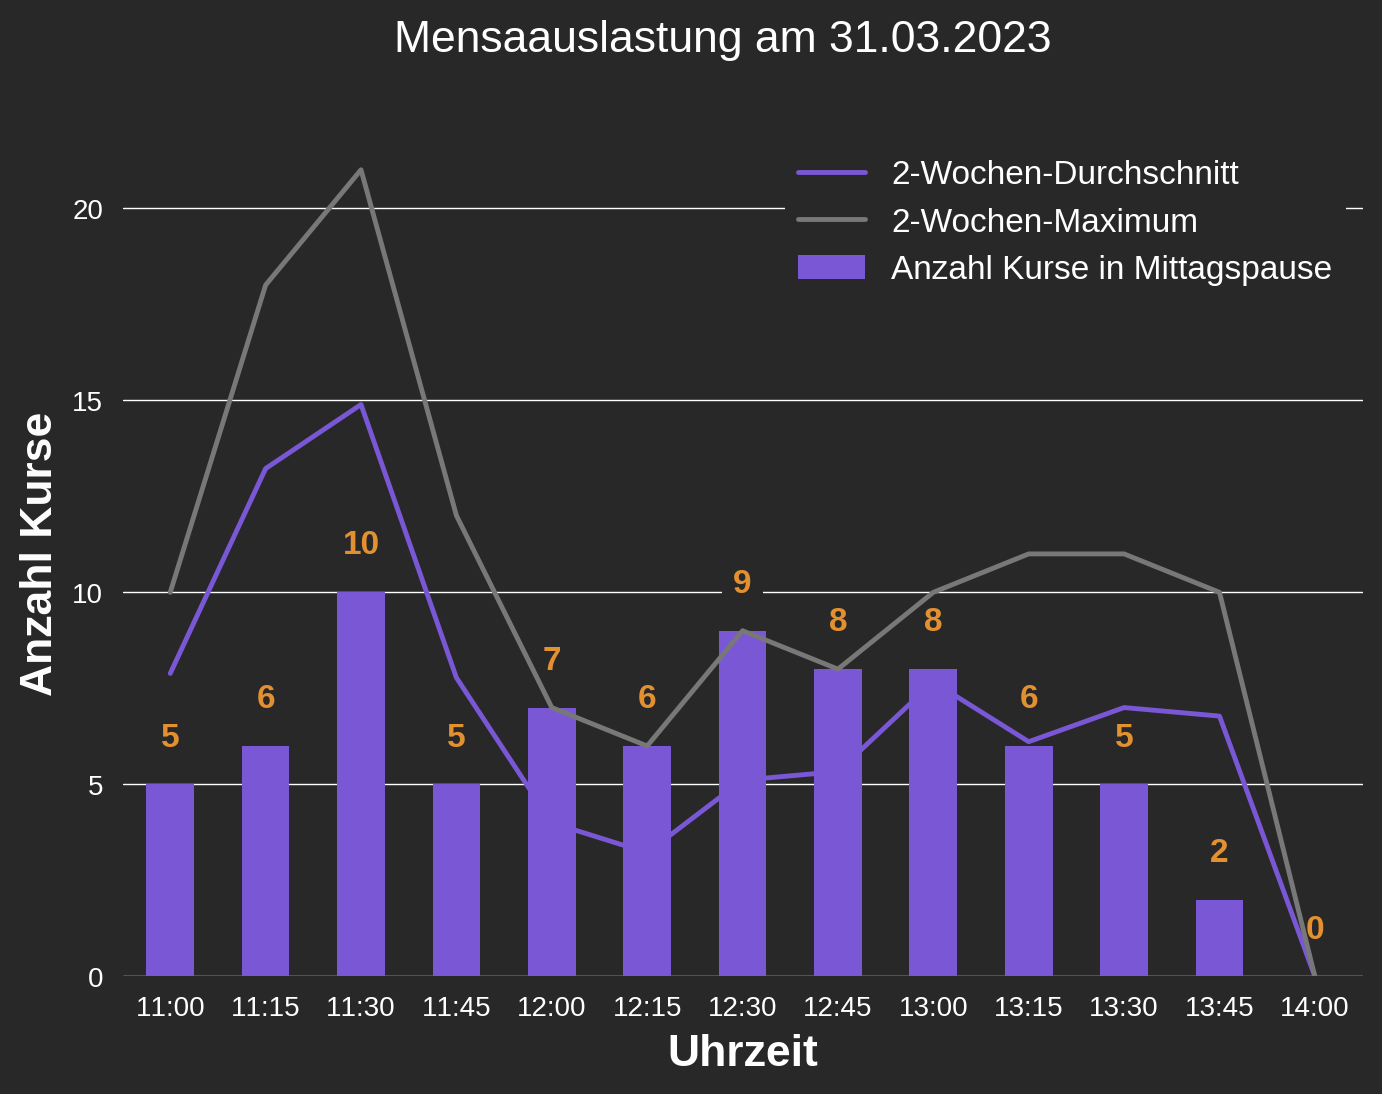 Mensaauslastung am 31.03.2023
2-Wochen-Durchschnitt
2-Wochen-Maximum
Anzahl Kurse in Mittagspause
Anzahl Kurse
20
15
10
5
0
5
6
10
5
7
6
9
8
8
6
5
2
0
11:00 11:15 11:30 11:45 12:00 12:15 12:30 12:45 13:00 13:15 13:30 13:45 14:00
Uhrzeit